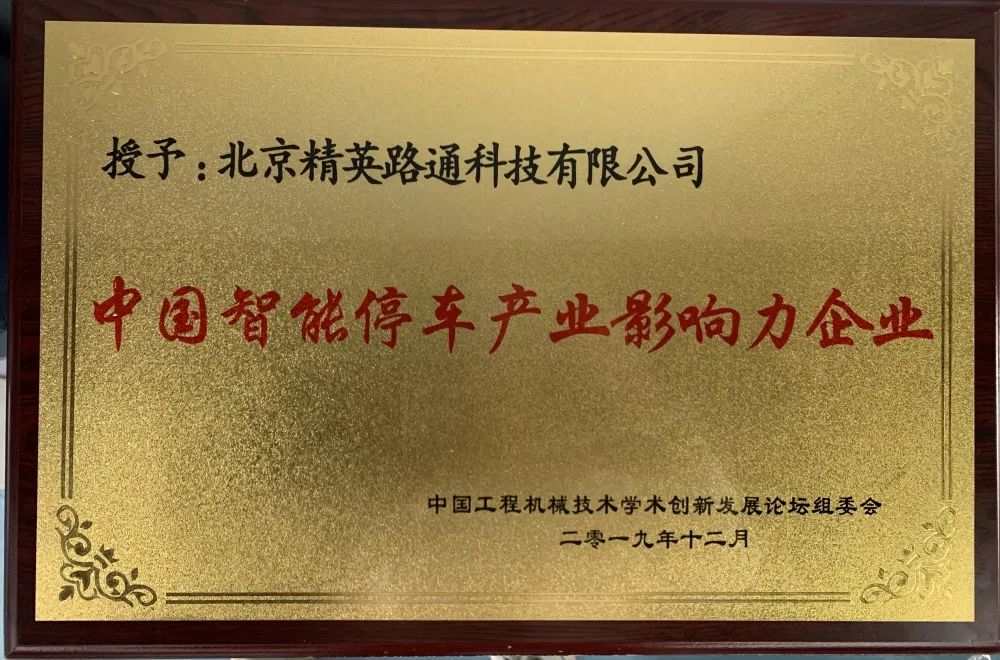 授予：北京精英路通科技有限公司
中国智能停车产业影响力企业
中国工程机械技术学术创新发展论坛组委会
二零一九年十二月